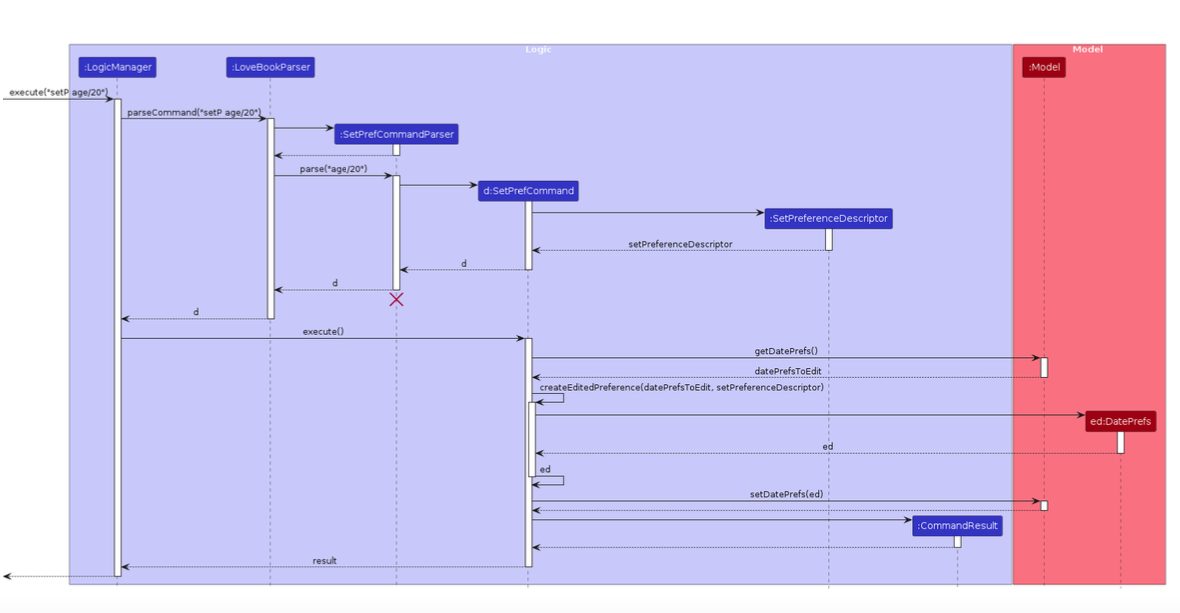 Logic
Model
:LogicManager
:LoveBookParser
:Model
execute("setP age/20")
parseCommand("setP age/20")
:SetPrefCommandParser
parse("age/20")
d:SetPrefCommand
:SetPreferenceDescriptor
setPreferenceDescriptor
d
d
d
execute()
getDatePrefs()
datePrefsToEdit
createEditedPreference(datePrefsToEdit, setPreferenceDescriptor)
ed:DatePrefs
ed
ed
setDatePrefs(ed)
:CommandResult
result